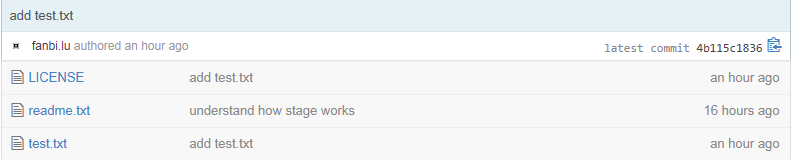 add test.txt
fanbi.lu authored an hour ago latest commit 4b115c1836
LICENSE add test.txt an hour ago
readme.txt understand how stage works 16 hours ago
test.txt add test.txt an hour ago